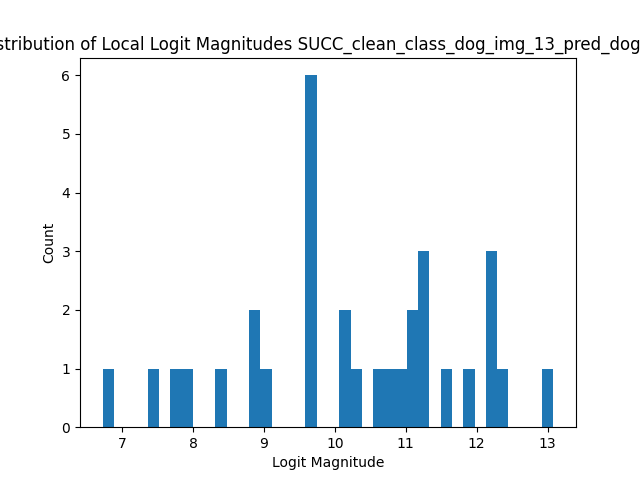 stribution of Local Logit Magnitudes SUCC_clean_class_dog_img_13_pred_dog
6
5
4
3
2
1
0
Count
7 8 9 10 11 12 13
Logit Magnitude